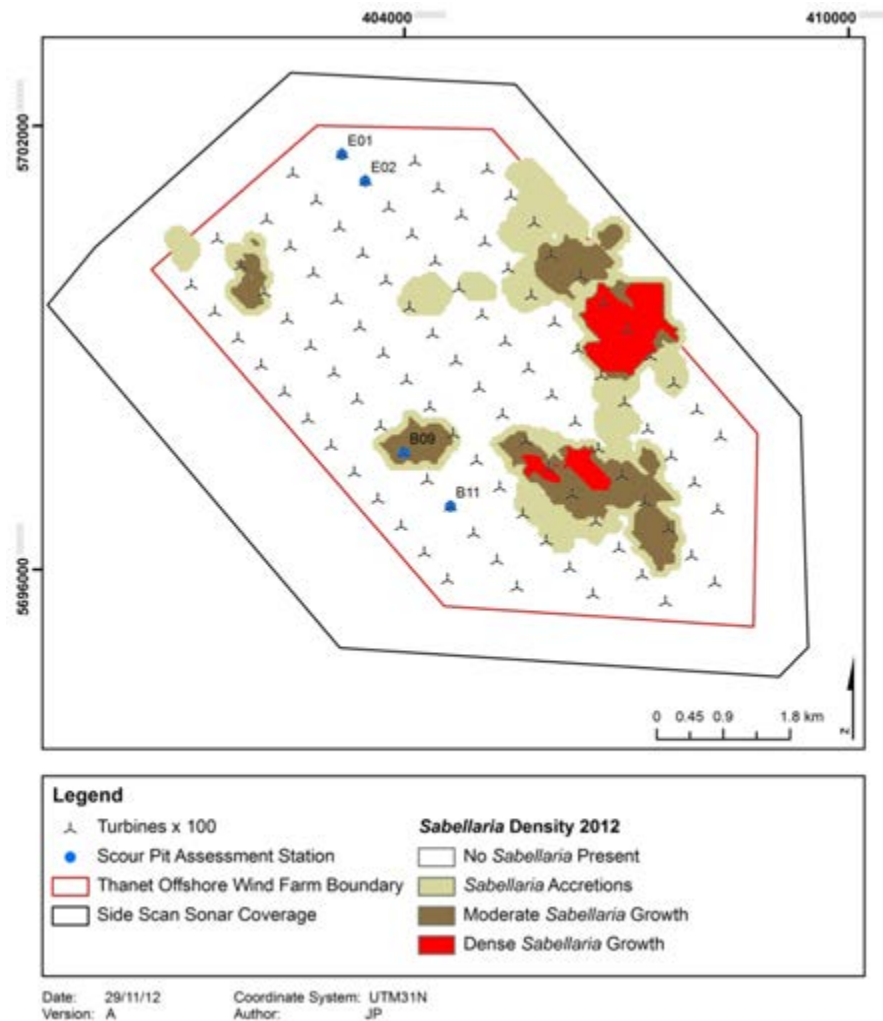 404000
410000
5702000
5696000
E01
E02
B09
B11
0 0.45 0.9 1.8 km
N
Legend
Turbines x 100
Scour Pit Assessment Station
Thanet Offshore Wind Farm Boundary
Side Scan Sonar Coverage
Sabellaria Density 2012
No Sabellaria Present
Sabellaria Accretions
Moderate Sabellaria Growth
Dense Sabellaria Growth
Date: 29/11/12 Coordinate System: UTM31N
Version: A Author: JP